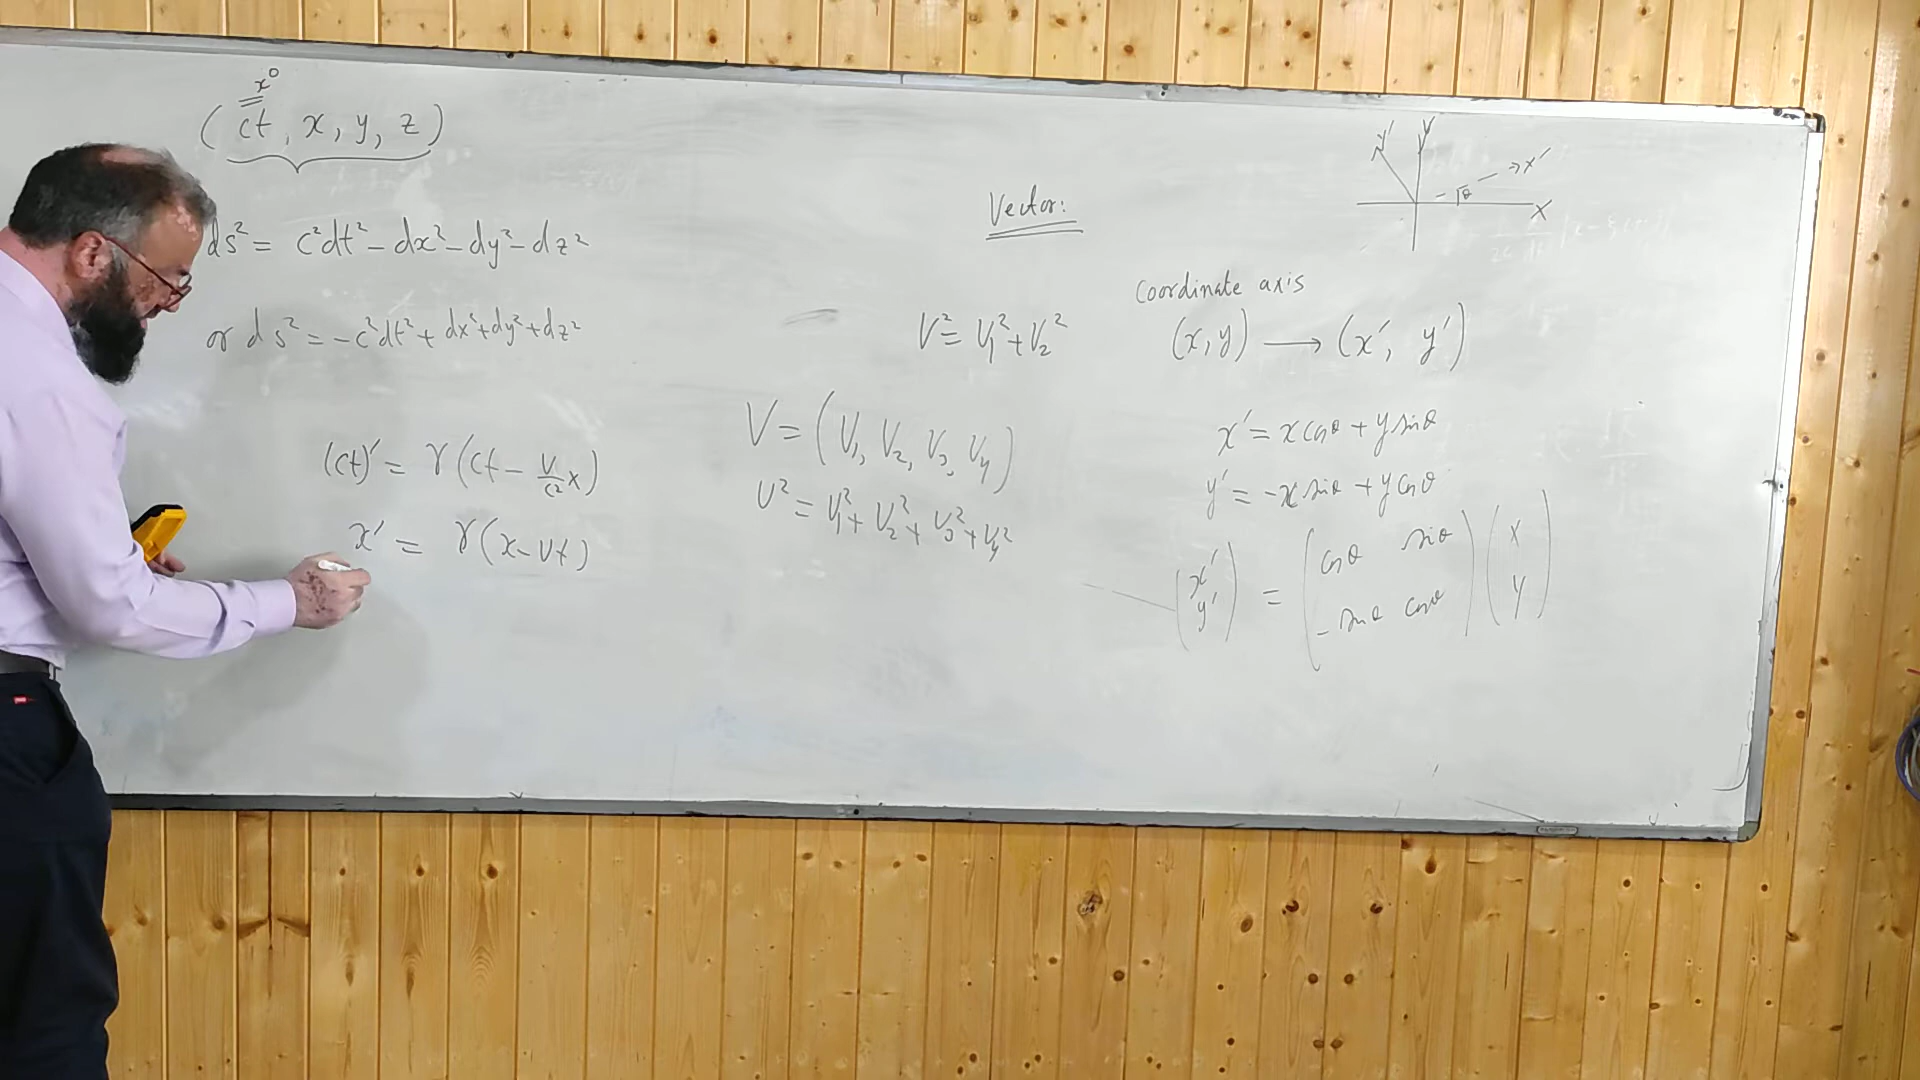 x⁰
(ct, x, y, z)
ds² = c²dt² - dx² - dy² - dz²
or ds² = -c²dt² + dx² + dy² + dz²
(ct)' = γ(ct - v/c² x)
x' = γ(x - vt)
Vector:
V² = V₁² + V₂²
V = (V₁, V₂, V₃, V₄)
V² = V₁² + V₂² + V₃² + V₄²
y' y
x'
θ
x
Coordinate axis
(x, y) ⟶ (x', y')
x' = x cosθ + y sinθ
y' = -x sinθ + y cosθ
(x' y') = (cosθ sinθ -sinθ cosθ) (x y)